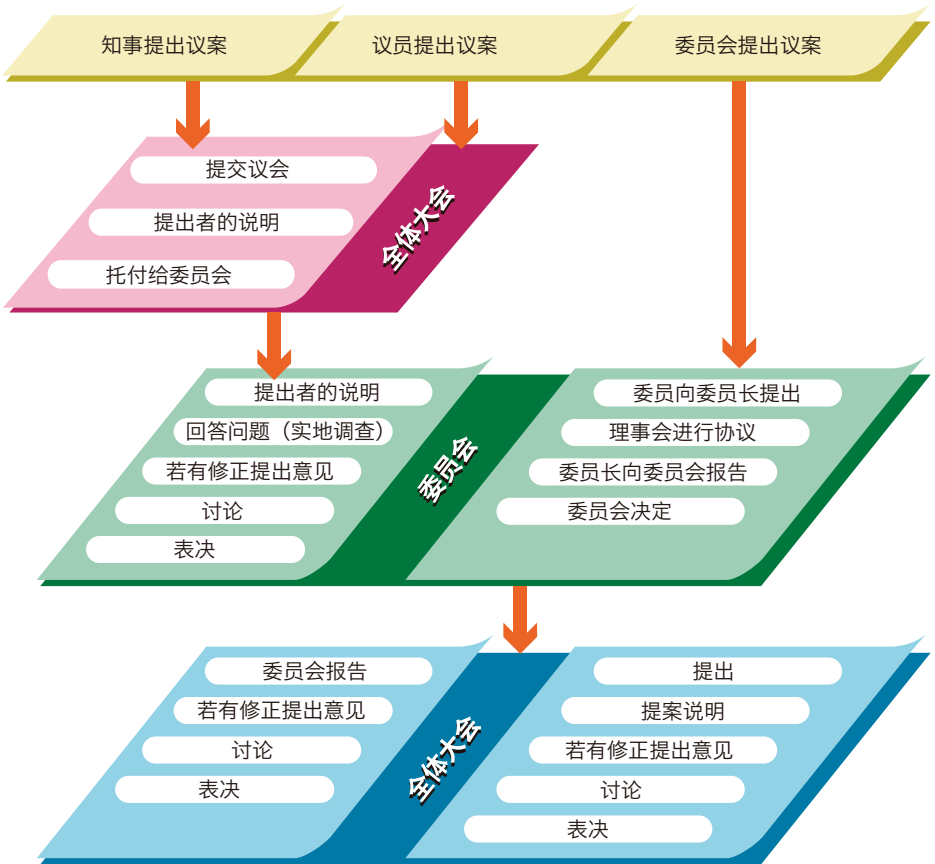 知事提出议案
议员提出议案
委员会提出议案
提交议会
提出者的说明
托付给委员会
全体大会
提出者的说明
回答问题（实地调查）
若有修正提出意见
讨论
表决
委员会
委员向委员长提出
理事会进行协议
委员长向委员会报告
委员会决定
委员会报告
若有修正提出意见
讨论
表决
全体大会
提出
提案说明
若有修正提出意见
讨论
表决